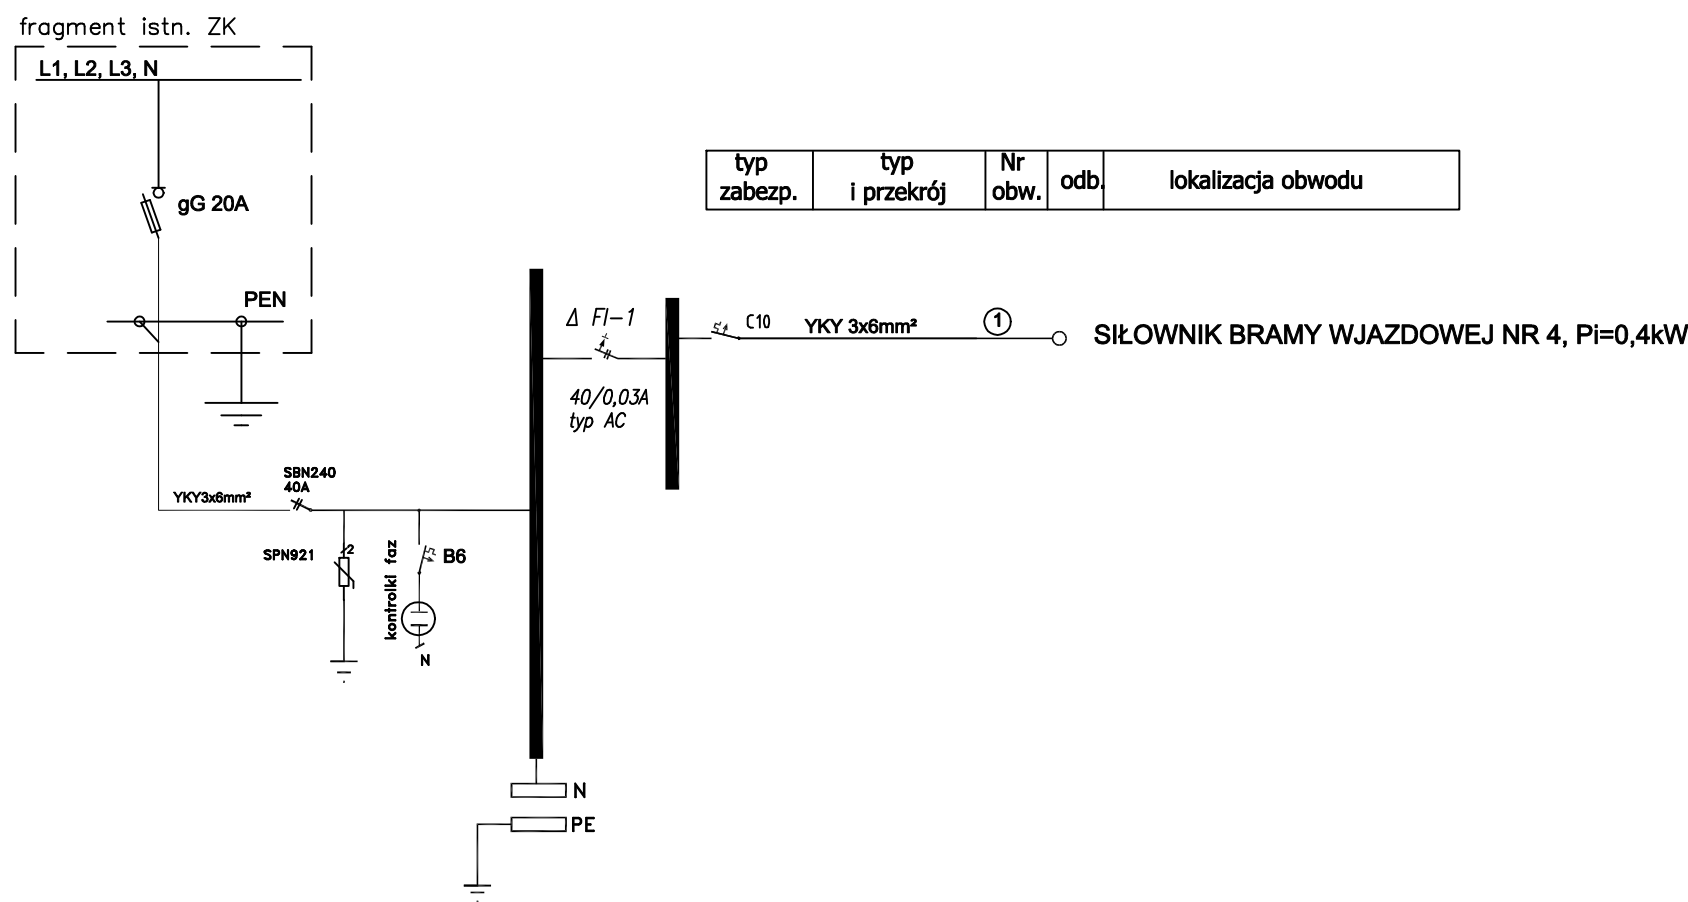 fragment istn. ZK
L1, L2, L3, N
gG 20A
PEN
typ zabezp.
typ i przekrój
Nr obw.
odb.
lokalizacja obwodu
Δ FI-1
40/0,03A
typ AC
C10
YKY 3x6mm²
1
SIŁOWNIK BRAMY WJAZDOWEJ NR 4, Pi=0,4kW
SBN240
40A
YKY3x6mm²
SPN921
2
kontrolki faz
B6
N
N
PE